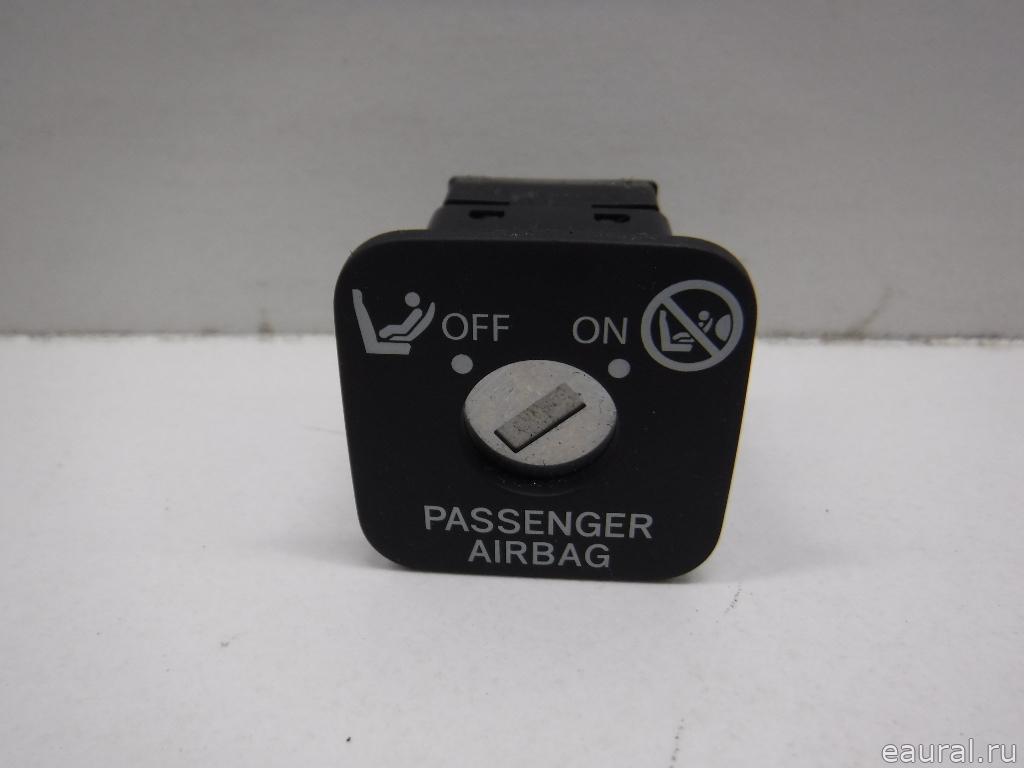 OFF ON
PASSENGER
AIRBAG
eaural.ru